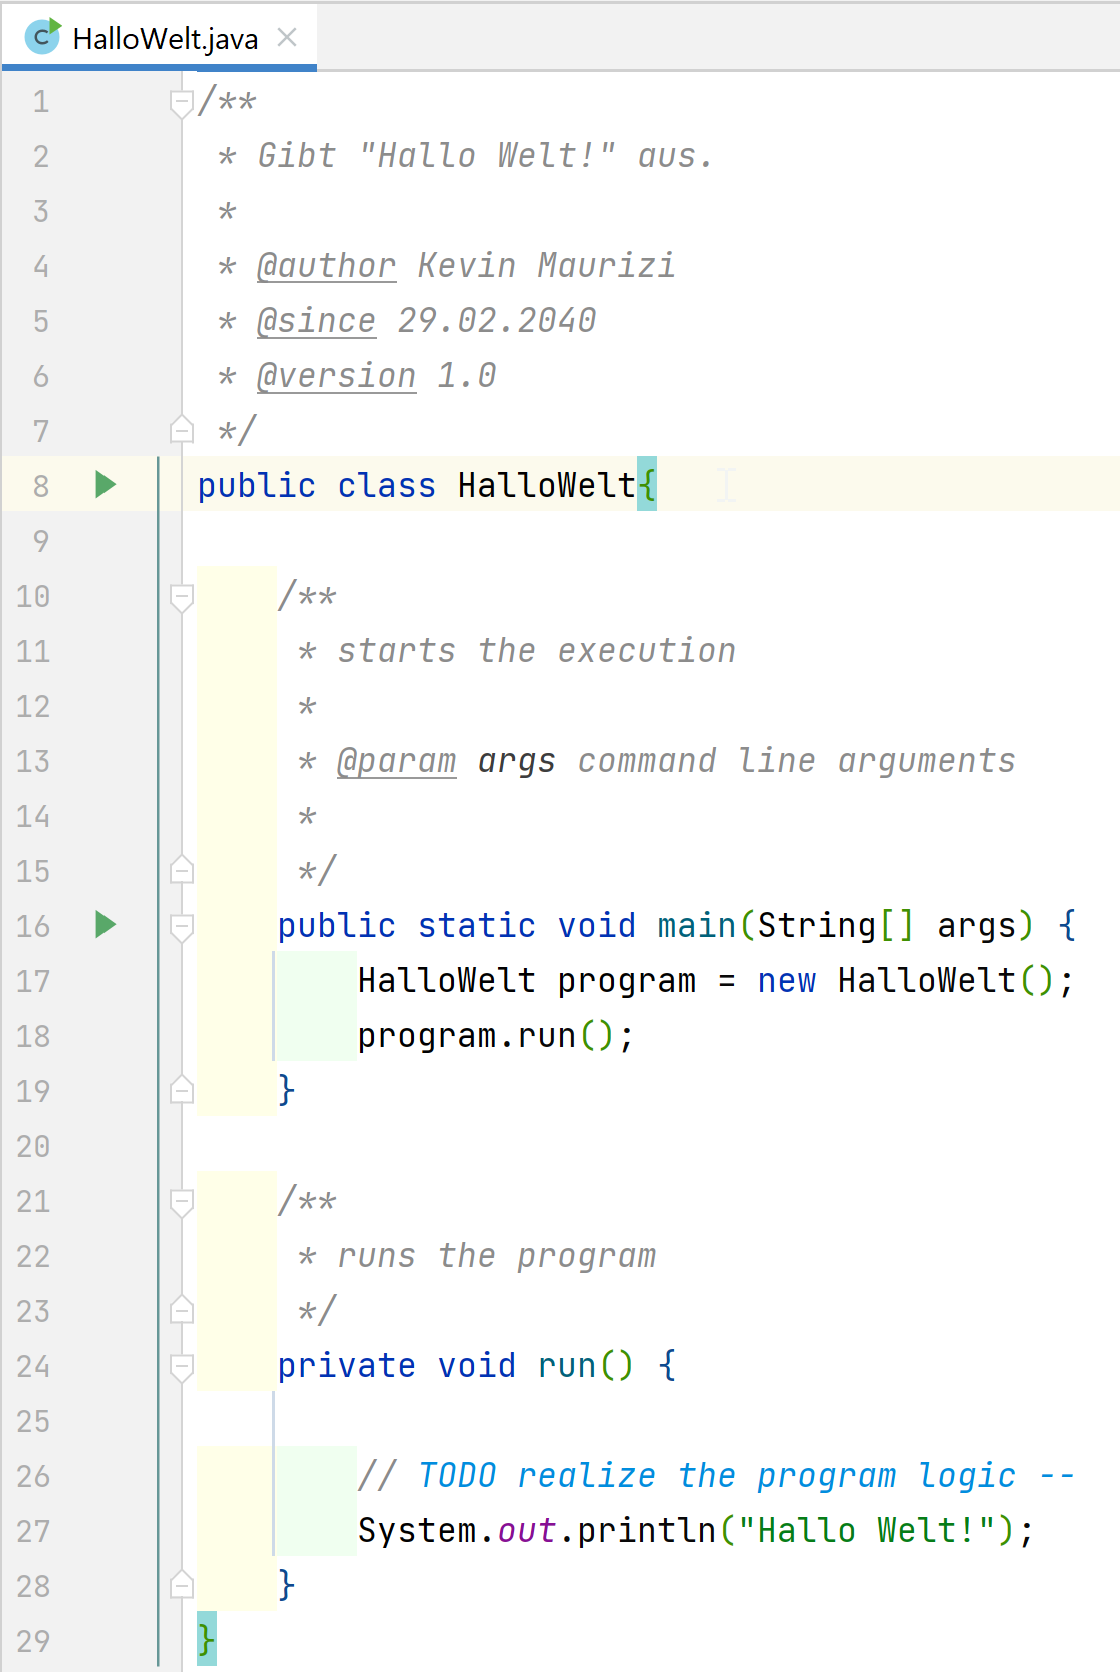 HalloWelt.java
1 /**
2 * Gibt "Hallo Welt!" aus.
3 *
4 * @author Kevin Maurizi
5 * @since 29.02.2040
6 * @version 1.0
7 */
8 public class HalloWelt{
9
10 /**
11 * starts the execution
12 *
13 * @param args command line arguments
14 *
15 */
16 public static void main(String[] args) {
17 HalloWelt program = new HalloWelt();
18 program.run();
19 }
20
21 /**
22 * runs the program
23 */
24 private void run() {
25
26 // TODO realize the program logic --
27 System.out.println("Hallo Welt!");
28 }
29 }